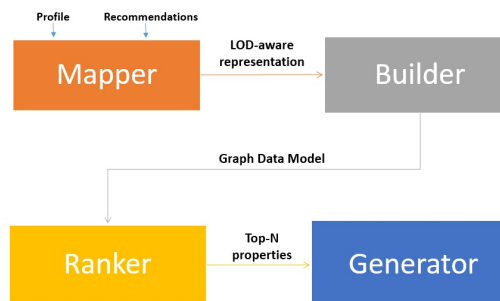 Profile
Recommendations
Mapper
LOD-aware
representation
Builder
Graph Data Model
Ranker
Top-N
properties
Generator